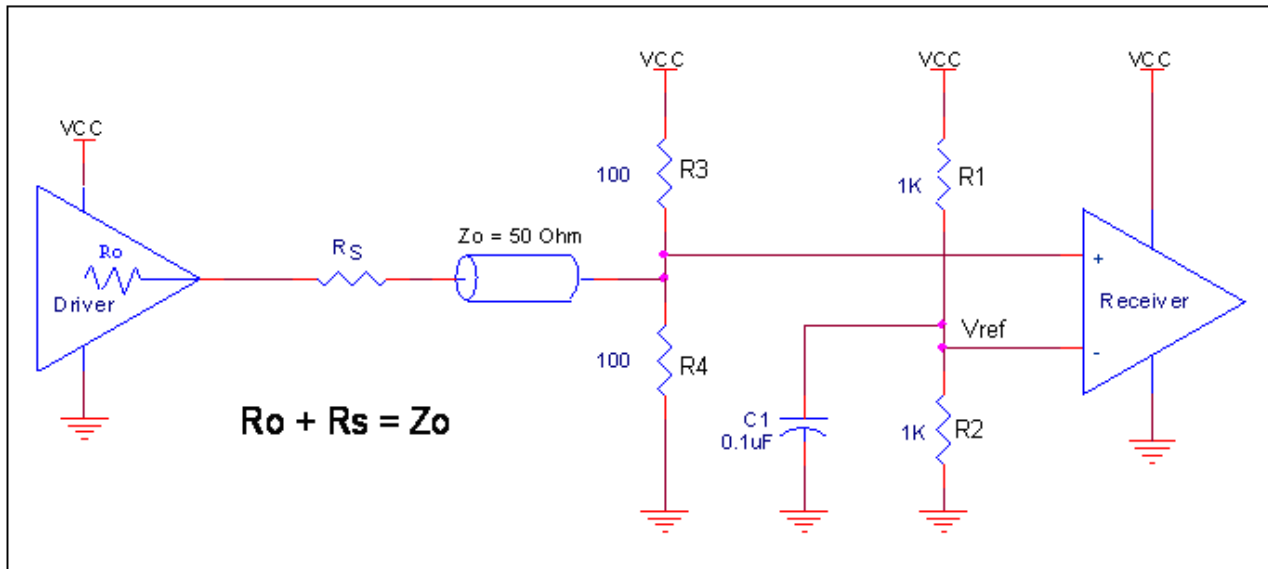 VCC
VCC
VCC
VCC
R3
100
R1
1K
Zo = 50 Ohm
Rs
Ro
Driver
+
Receiver
Vref
-
100
R4
Ro + Rs = Zo
C1
0.1uF
1K
R2